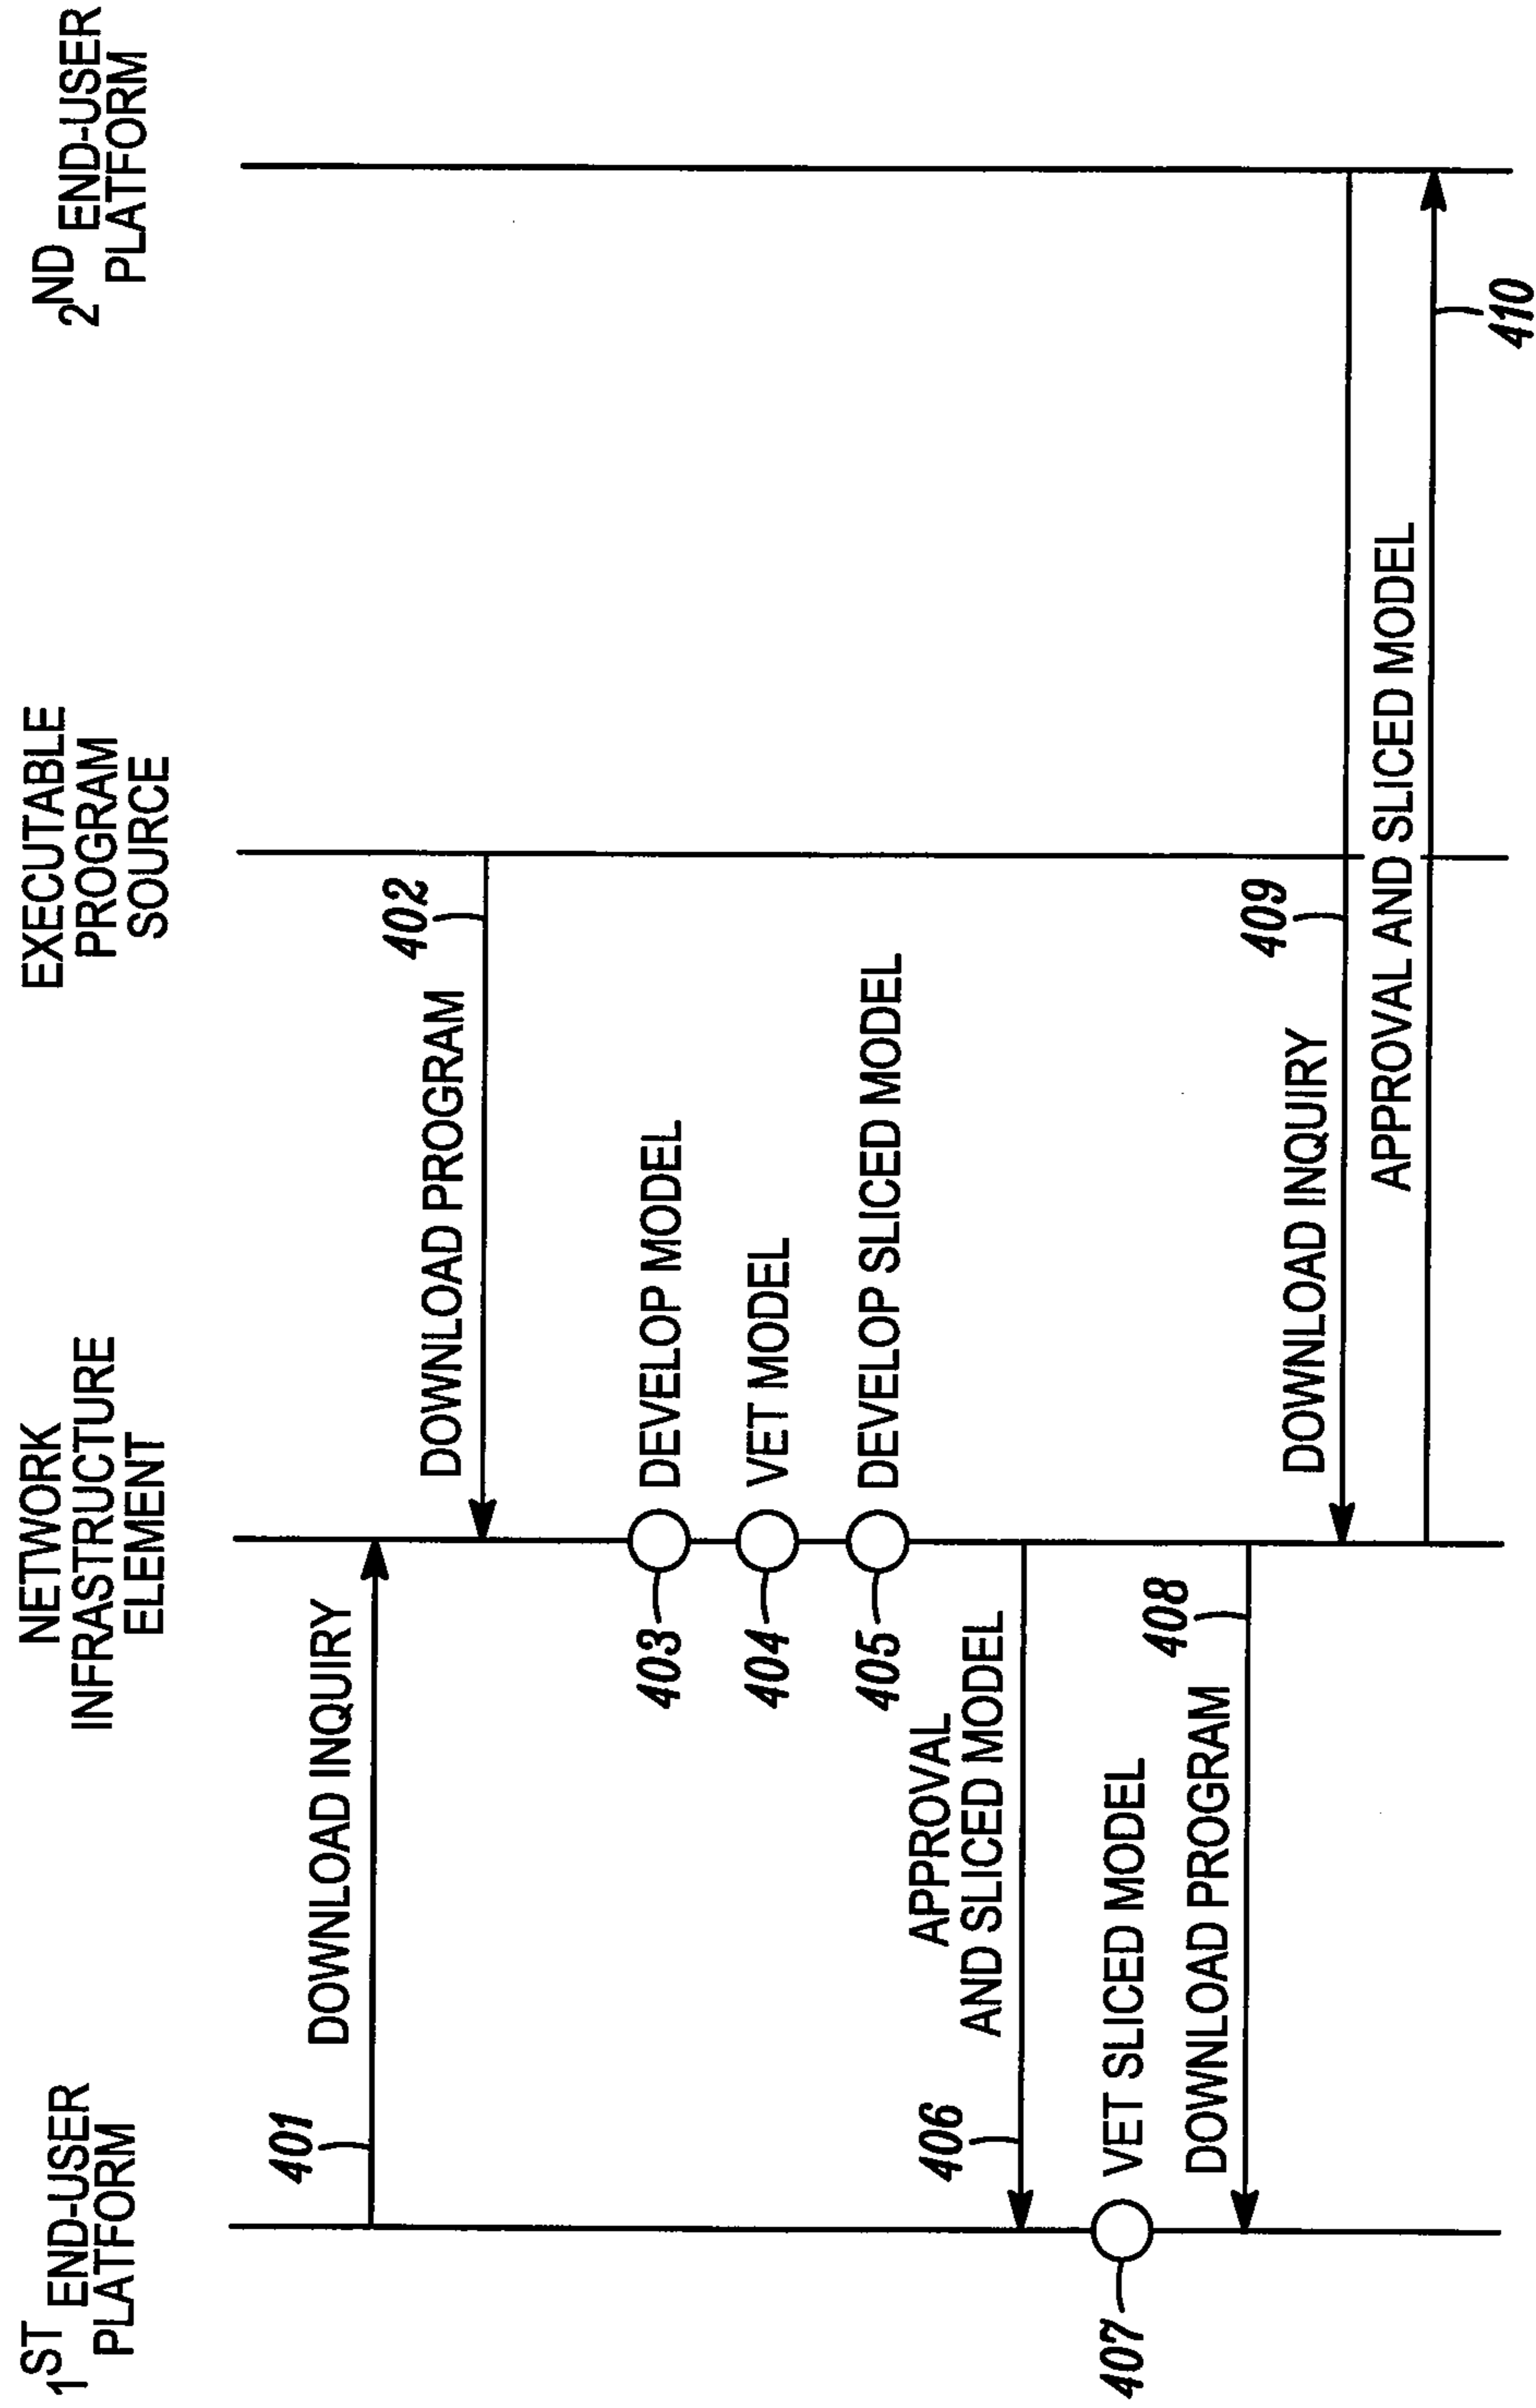 1ST END-USER
PLATFORM
NETWORK
INFRASTRUCTURE
ELEMENT
EXECUTABLE
PROGRAM
SOURCE
2ND END-USER
PLATFORM
401
DOWNLOAD INQUIRY
DOWNLOAD PROGRAM
402
403
DEVELOP MODEL
404
VET MODEL
405
DEVELOP SLICED MODEL
406
APPROVAL
AND SLICED MODEL
407
VET SLICED MODEL
DOWNLOAD PROGRAM
408
DOWNLOAD INQUIRY
409
APPROVAL AND SLICED MODEL
410